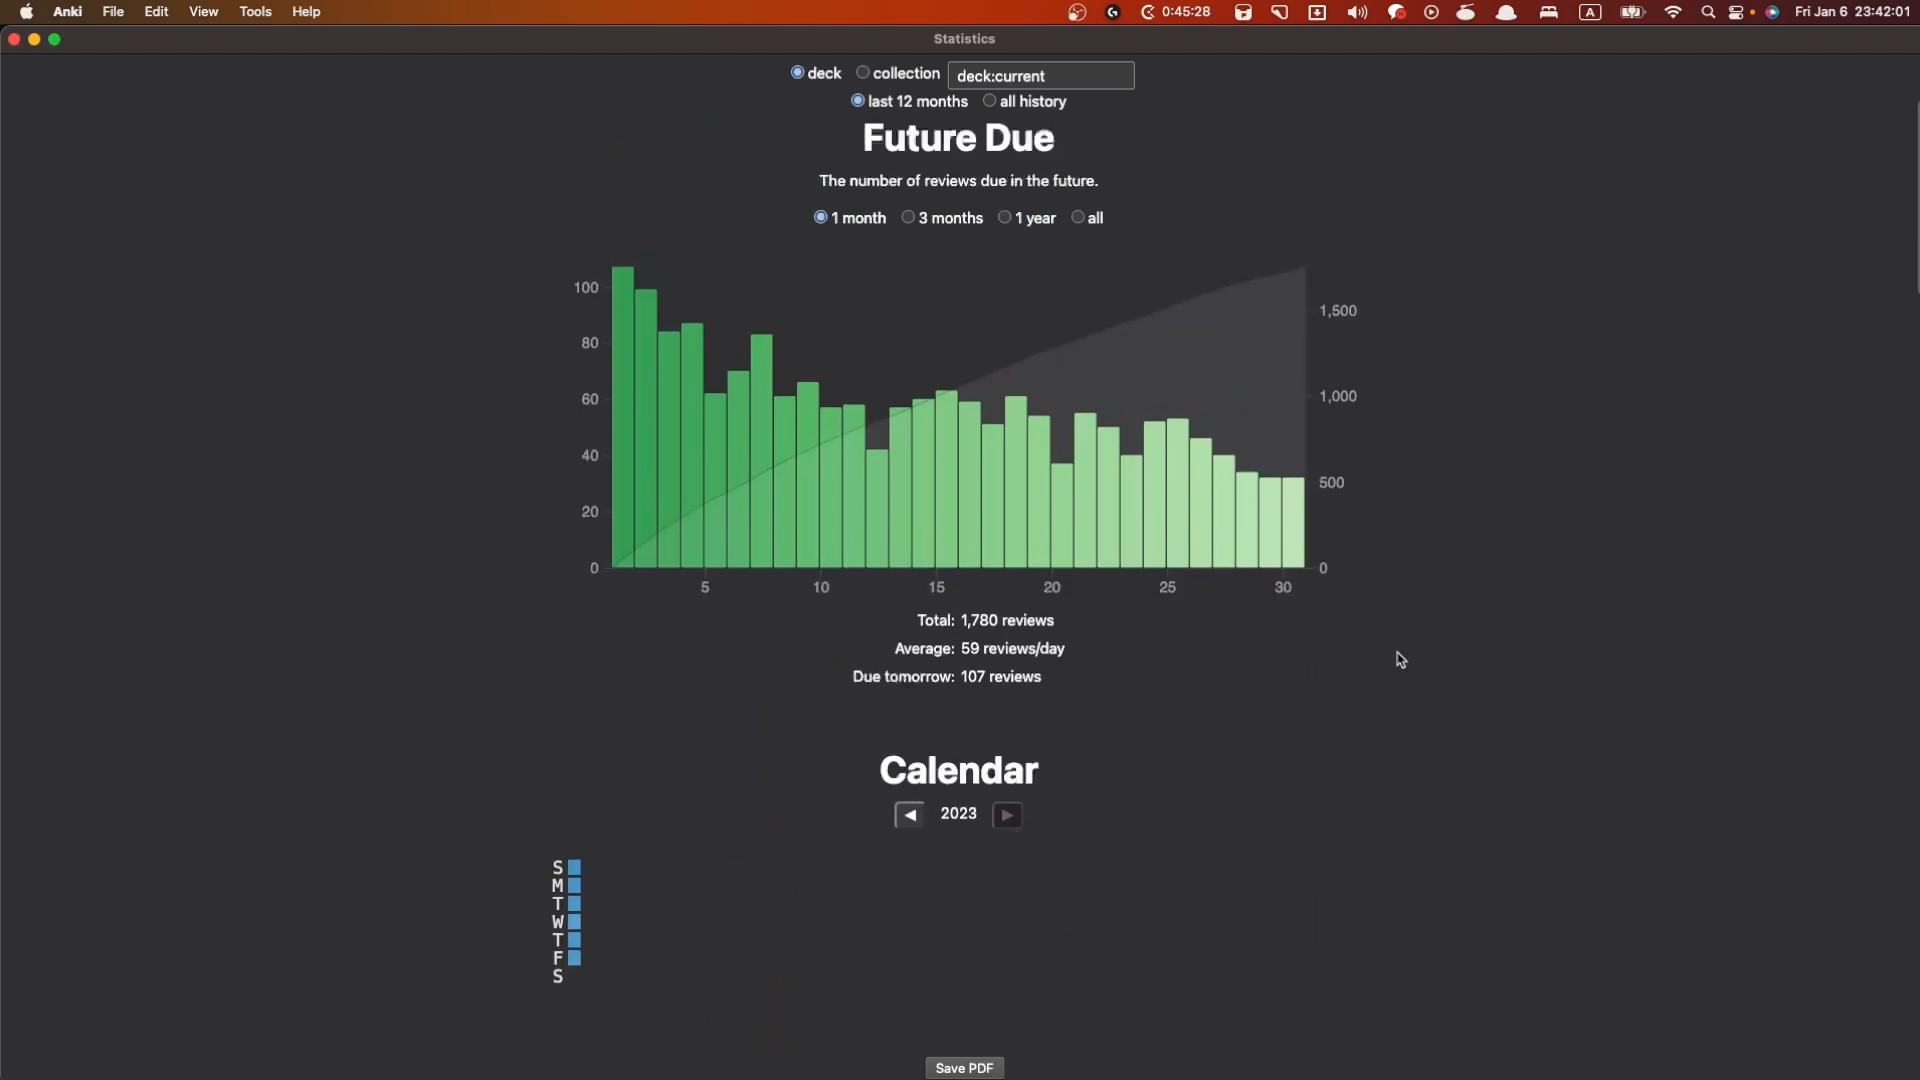 Anki File Edit View Tools Help 0:45:28 A Fri Jan 6 23:42:01
Statistics
deck collection deck:current
last 12 months all history
Future Due
The number of reviews due in the future.
1 month 3 months 1 year all
100
80
60
40
20
0
1,500
1,000
500
0
5 10 15 20 25 30
Total: 1,780 reviews
Average: 59 reviews/day
Due tomorrow: 107 reviews
Calendar
2023
S
M
T
W
T
F
S
Save PDF